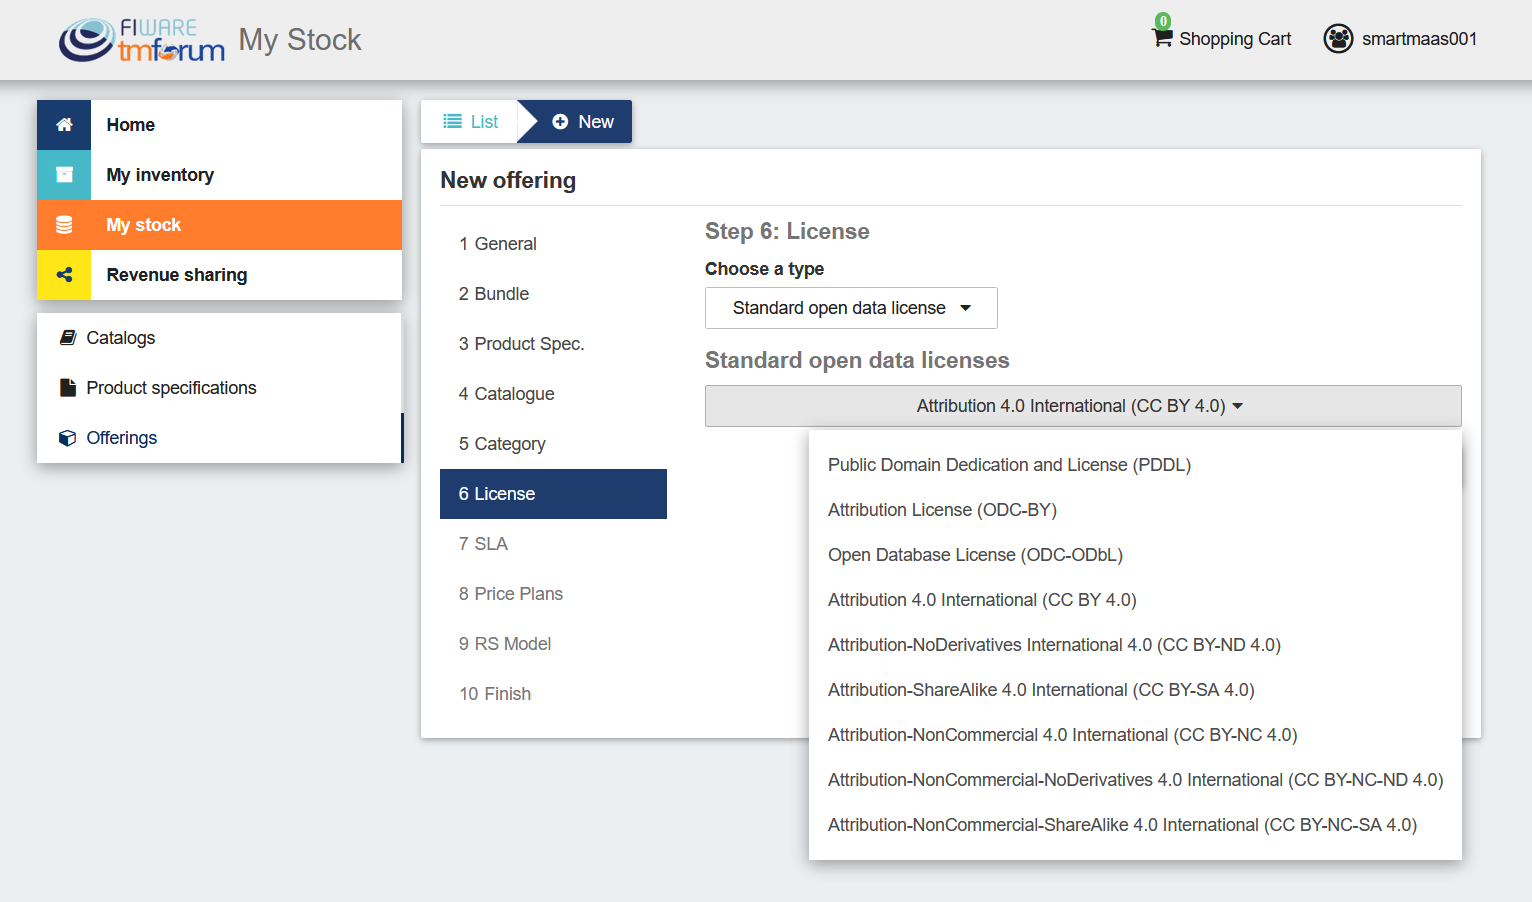 FIWARE
tmforum
My Stock
0
Shopping Cart
smartmaas001
Home
My inventory
My stock
Revenue sharing
Catalogs
Product specifications
Offerings
List
New
New offering
1 General
2 Bundle
3 Product Spec.
4 Catalogue
5 Category
6 License
7 SLA
8 Price Plans
9 RS Model
10 Finish
Step 6: License
Choose a type
Standard open data license
Standard open data licenses
Attribution 4.0 International (CC BY 4.0)
Public Domain Dedication and License (PDDL)
Attribution License (ODC-BY)
Open Database License (ODC-ODbL)
Attribution 4.0 International (CC BY 4.0)
Attribution-NoDerivatives International 4.0 (CC BY-ND 4.0)
Attribution-ShareAlike 4.0 International (CC BY-SA 4.0)
Attribution-NonCommercial 4.0 International (CC BY-NC 4.0)
Attribution-NonCommercial-NoDerivatives 4.0 International (CC BY-NC-ND 4.0)
Attribution-NonCommercial-ShareAlike 4.0 International (CC BY-NC-SA 4.0)